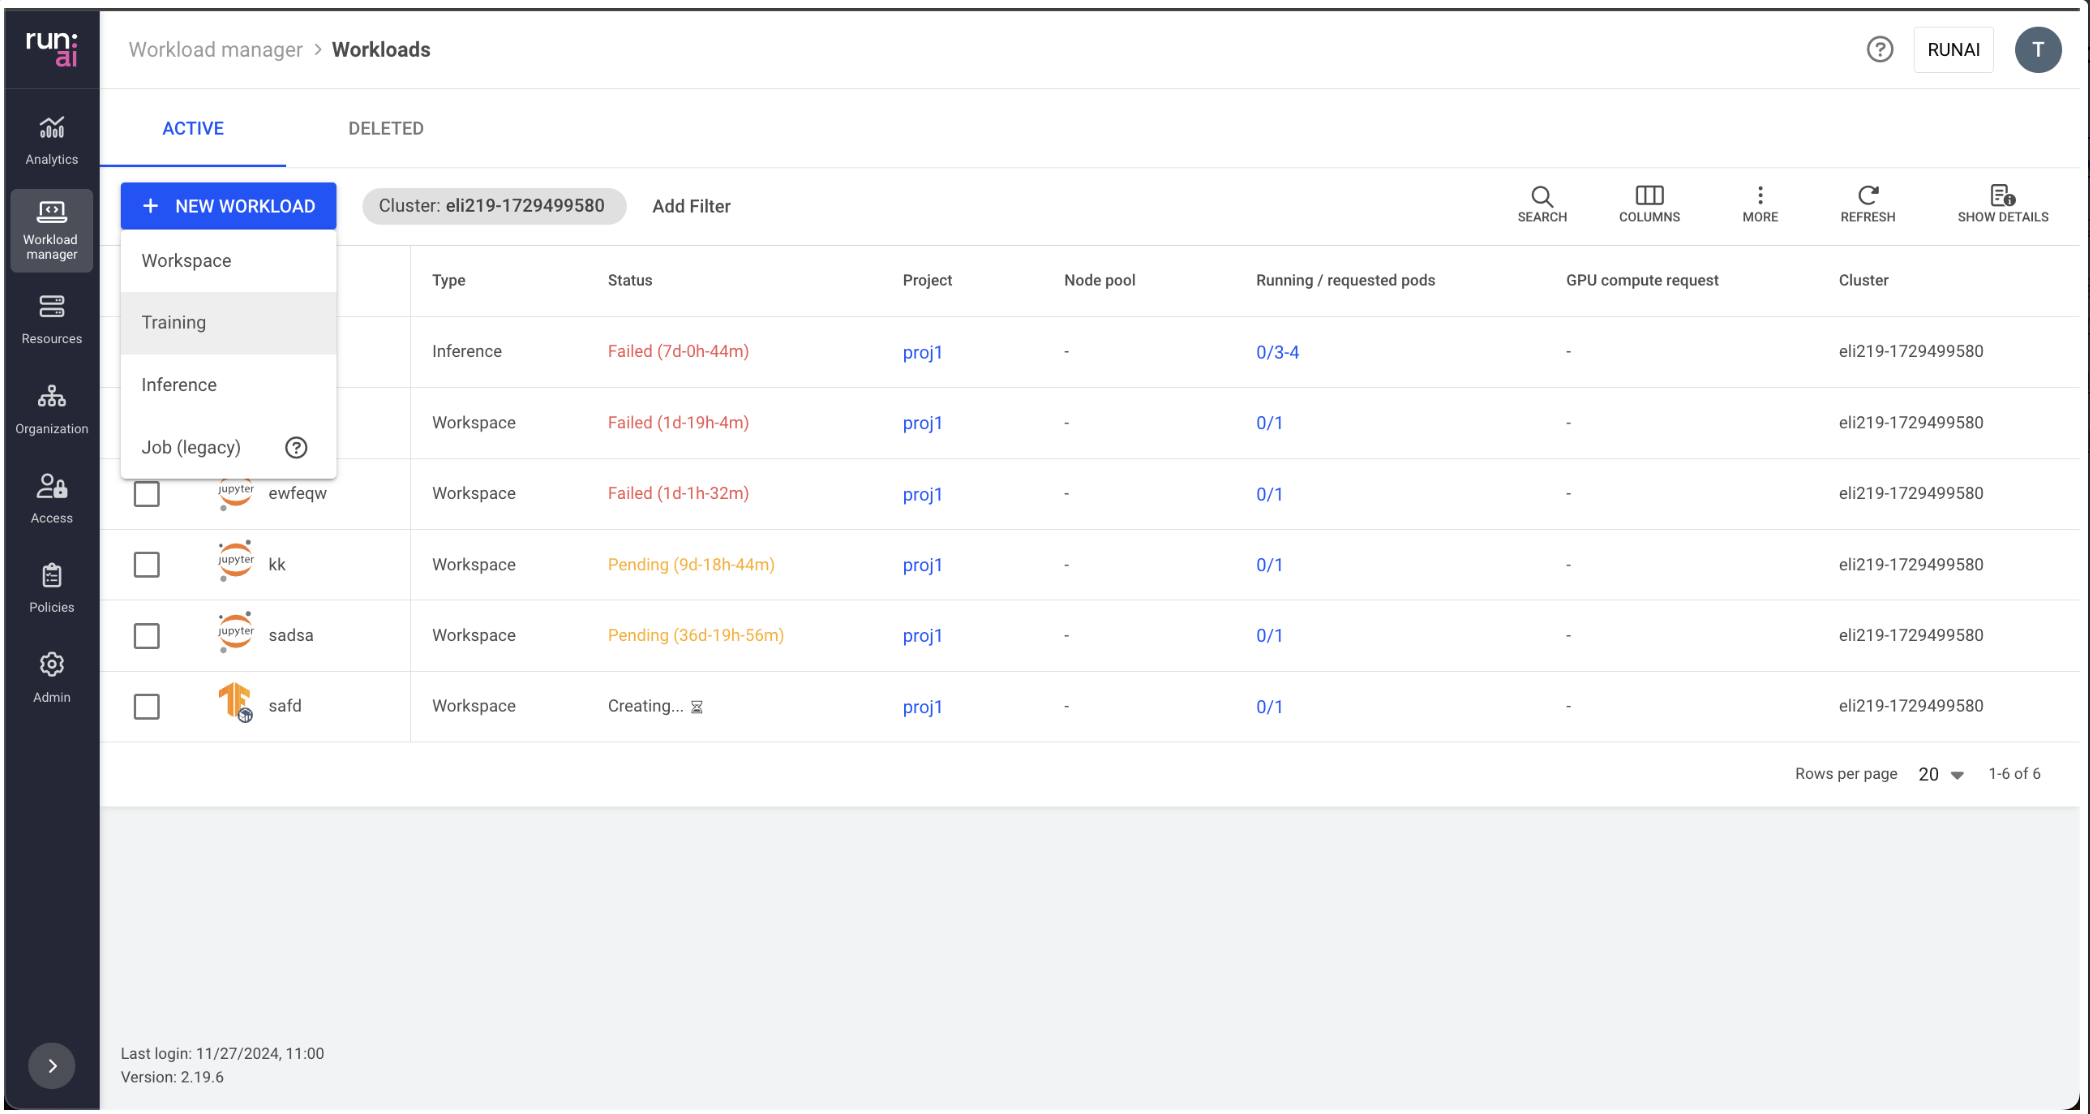 run:
ai
Workload manager > Workloads
RUNAI
T
Analytics
Workload
manager
Resources
Organization
Access
Policies
Admin
ACTIVE
DELETED
+ NEW WORKLOAD
Cluster: eli219-1729499580
Add Filter
SEARCH
COLUMNS
MORE
REFRESH
SHOW DETAILS
Workspace
Training
Inference
Job (legacy)
Type Status Project Node pool Running / requested pods GPU compute request Cluster
Inference Failed (7d-0h-44m) proj1 - 0/3-4 - eli219-1729499580
Workspace Failed (1d-19h-4m) proj1 - 0/1 - eli219-1729499580
jupyter ewfeqw Workspace Failed (1d-1h-32m) proj1 - 0/1 - eli219-1729499580
jupyter kk Workspace Pending (9d-18h-44m) proj1 - 0/1 - eli219-1729499580
jupyter sadsa Workspace Pending (36d-19h-56m) proj1 - 0/1 - eli219-1729499580
safd Workspace Creating... proj1 - 0/1 - eli219-1729499580
Rows per page 20 1-6 of 6
Last login: 11/27/2024, 11:00
Version: 2.19.6